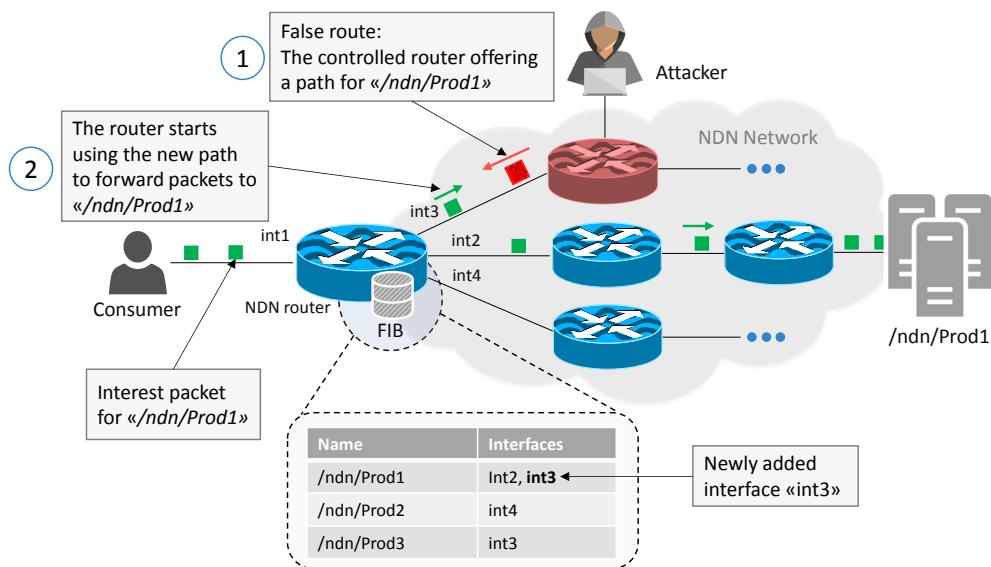 1
False route:
The controlled router offering
a path for «/ndn/Prod1»
Attacker
2
The router starts
using the new path
to forward packets to
«/ndn/Prod1»
NDN Network
int3
int1
int2
int4
Consumer
NDN router
FIB
/ndn/Prod1
Interest packet
for «/ndn/Prod1»
Name Interfaces
/ndn/Prod1 Int2, int3
/ndn/Prod2 int4
/ndn/Prod3 int3
Newly added
interface «int3»